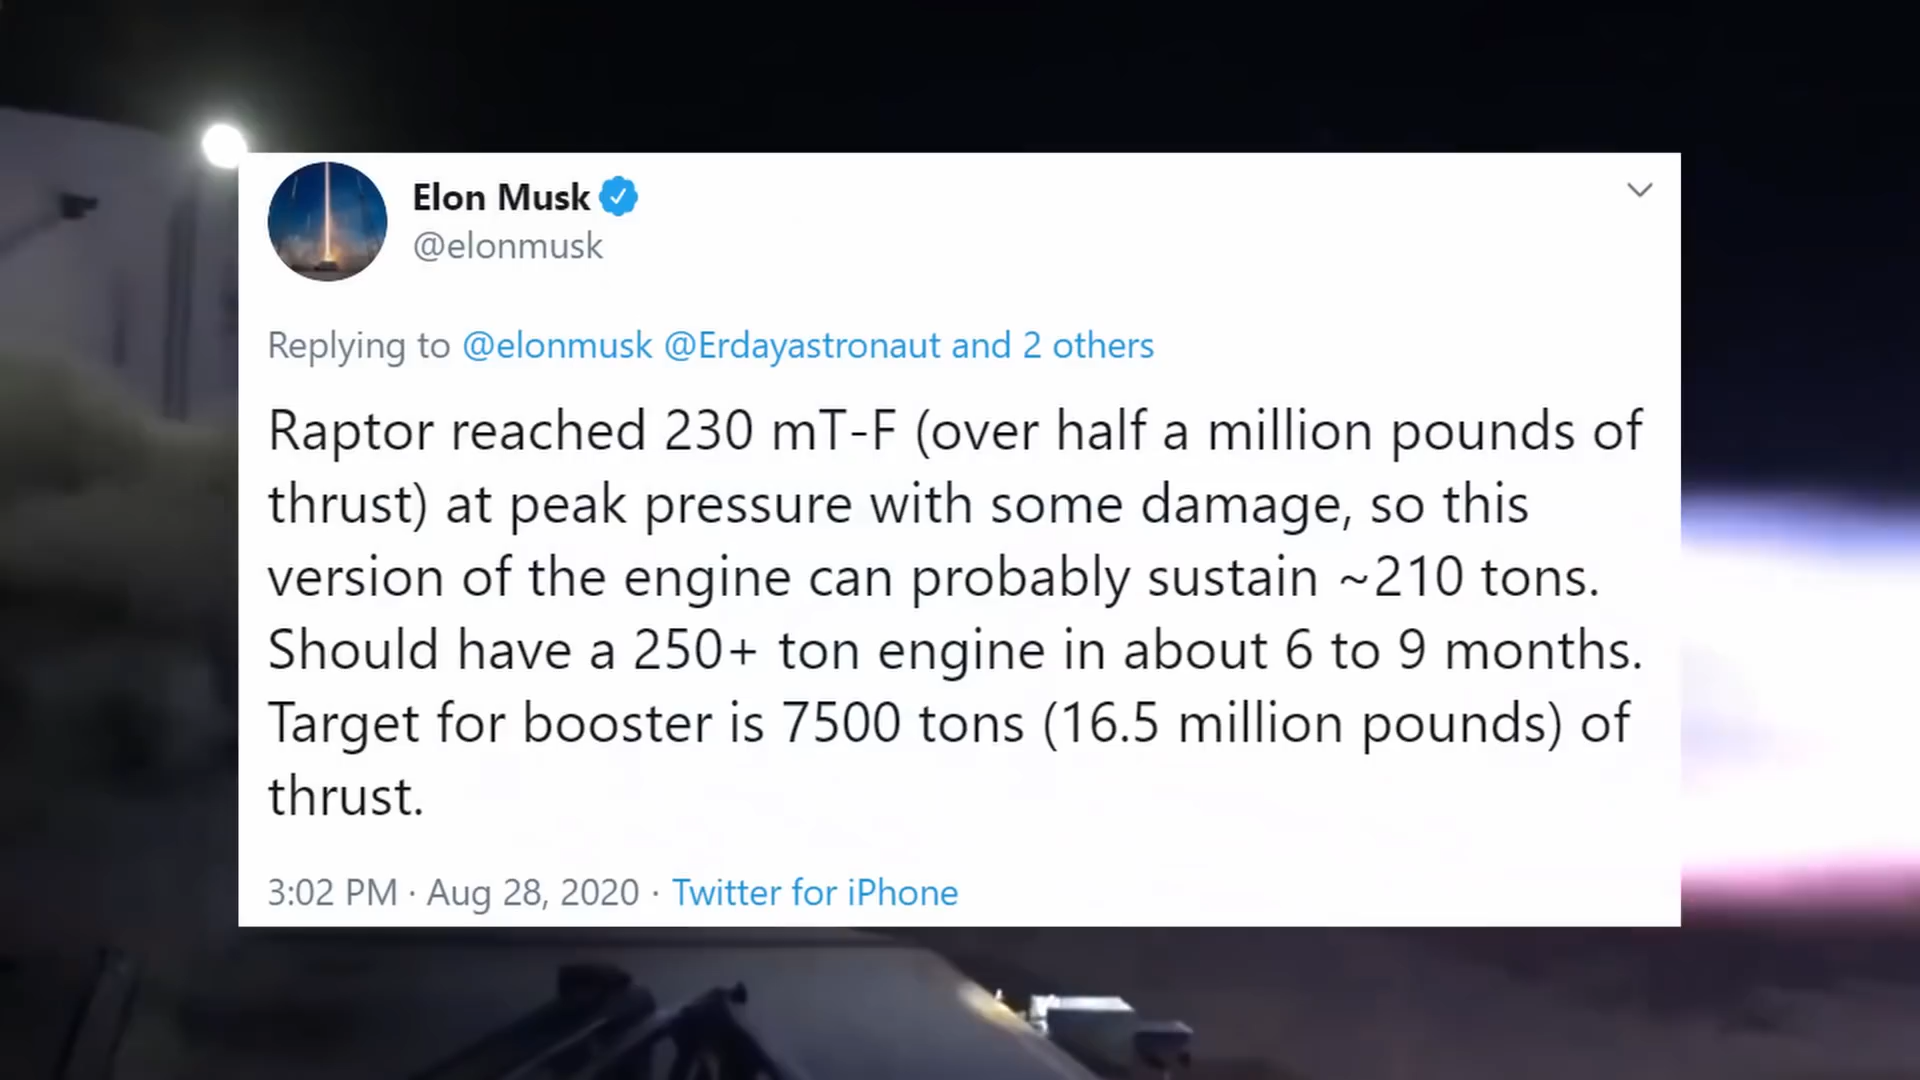 Elon Musk
@elonmusk
Replying to @elonmusk @Erdayastronaut and 2 others
Raptor reached 230 mT-F (over half a million pounds of
thrust) at peak pressure with some damage, so this
version of the engine can probably sustain ~210 tons.
Should have a 250+ ton engine in about 6 to 9 months.
Target for booster is 7500 tons (16.5 million pounds) of
thrust.
3:02 PM · Aug 28, 2020 · Twitter for iPhone